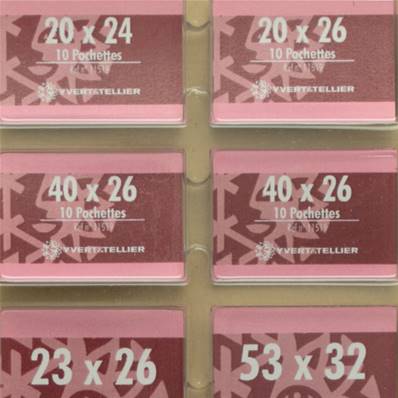 20 x 24
10 Pochettes
YVERT&TELLIER
20 x 26
10 Pochettes
YVERT&TELLIER
40 x 26
10 Pochettes
YVERT&TELLIER
40 x 26
10 Pochettes
YVERT&TELLIER
23 x 26
53 x 32